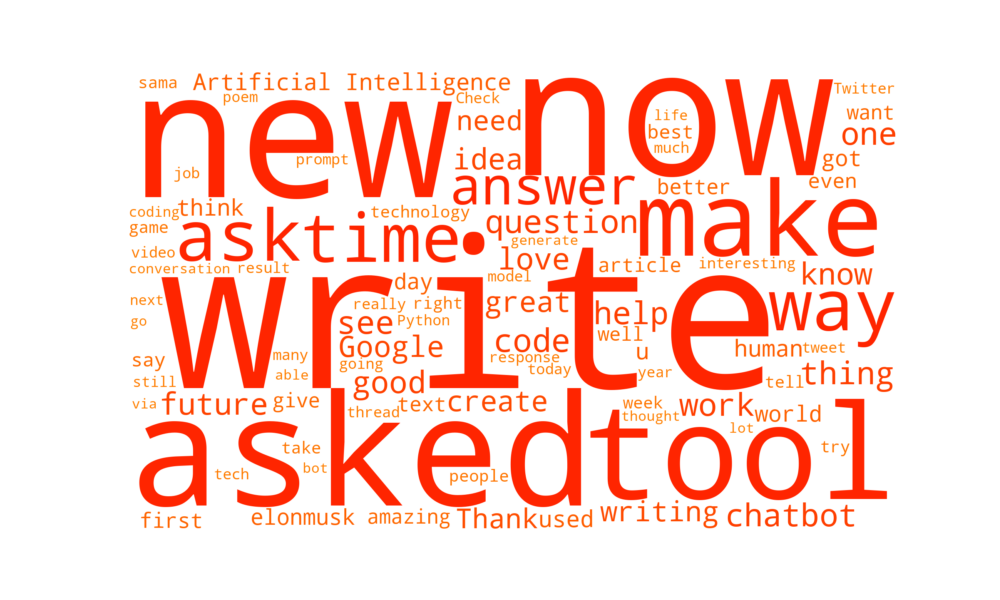 sama Artificial Intelligence
new
now
poem
Check
Twitter
need
life
best
much
want
one
prompt
idea
got
job
answer
better
even
coding
think
technology
question
make
game
ask
time
generate
video
love
article
interesting
know
conversation
result
write
day
model
way
next
really
right
great
help
go
see
Python
code
well
say
many
Google
going
response
u
human
tweet
still
able
good
today
year
tell
thing
via
future
give
thread
text
create
week
thought
work
world
asked
tool
lot
take
try
tech
bot
people
first
elonmusk
amazing
Thank
used
writing
chatbot